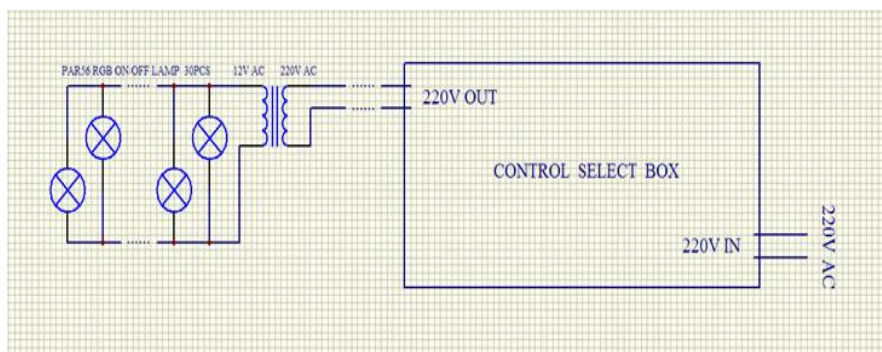 PAR56 RGB ON/OFF LAMP 30PCS 12V AC 220V AC
220V OUT
CONTROL SELECT BOX
220V IN
220V AC